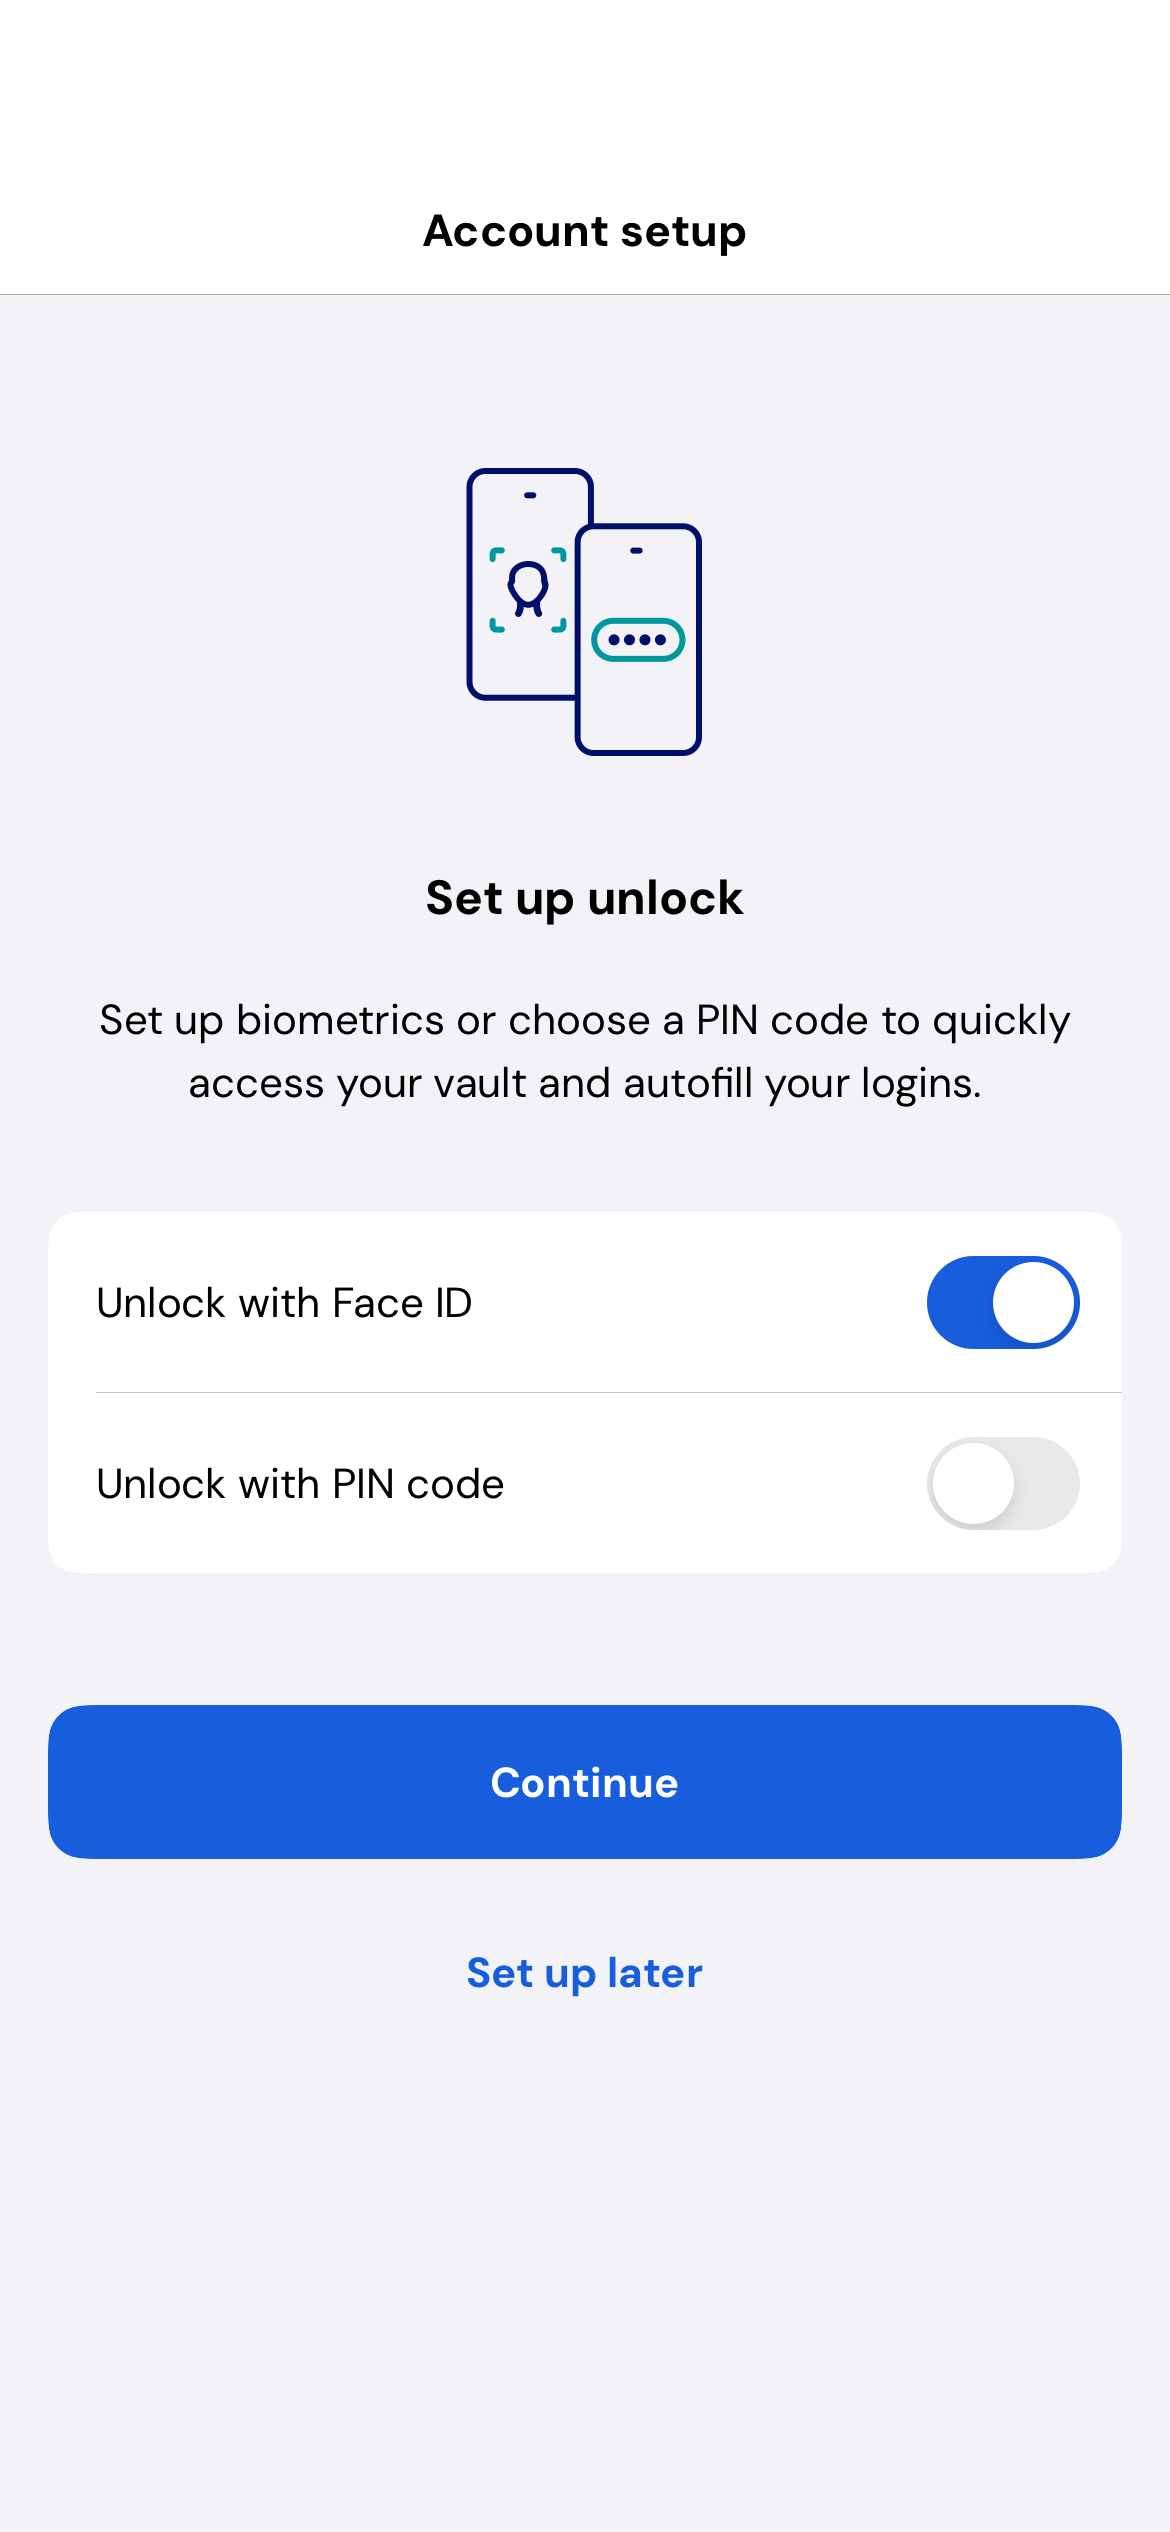 Account setup
Set up unlock
Set up biometrics or choose a PIN code to quickly
access your vault and autofill your logins.
Unlock with Face ID
Unlock with PIN code
Continue
Set up later